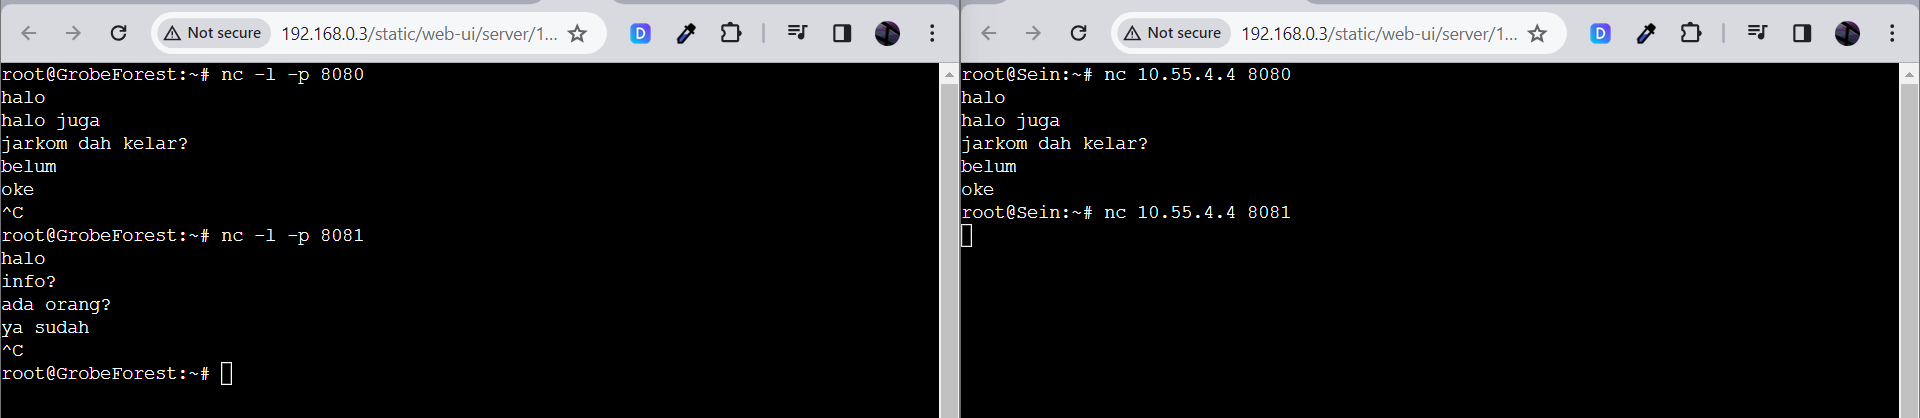 Not secure 192.168.0.3/static/web-ui/server/1...
root@GrobeForest:~# nc -l -p 8080
halo
halo juga
jarkom dah kelar?
belum
oke
^C
root@GrobeForest:~# nc -l -p 8081
halo
info?
ada orang?
ya sudah
^C
root@GrobeForest:~#
Not secure 192.168.0.3/static/web-ui/server/1...
root@Sein:~# nc 10.55.4.4 8080
halo
halo juga
jarkom dah kelar?
belum
oke
root@Sein:~# nc 10.55.4.4 8081